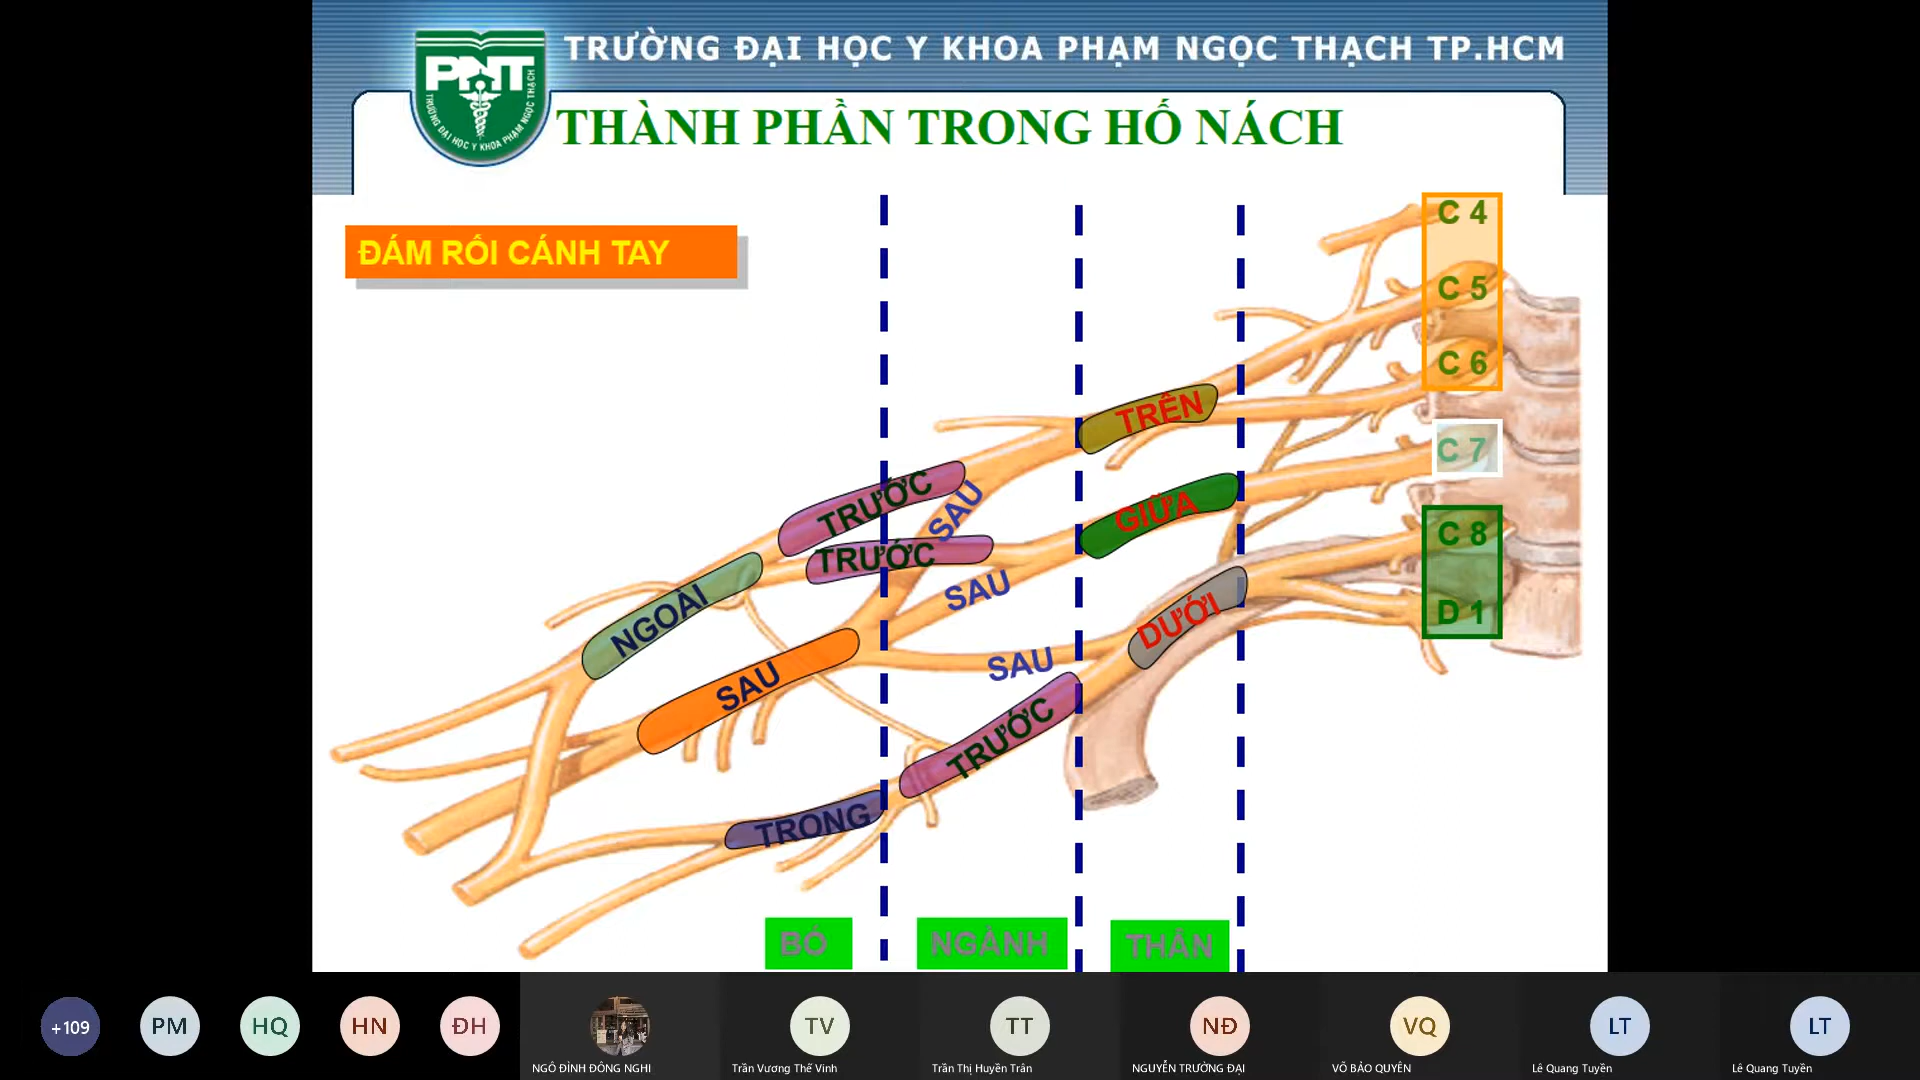 TRƯỜNG ĐẠI HỌC Y KHOA PHẠM NGỌC THẠCH TP.HCM
PNT
TRƯỜNG ĐẠI HỌC Y KHOA PHẠM NGỌC THẠCH
THÀNH PHẦN TRONG HỐ NÁCH
ĐÁM RỐI CÁNH TAY
C 4
C 5
C 6
C 7
C 8
D 1
TRÊN
GIỮA
DƯỚI
TRƯỚC
SAU
TRƯỚC
SAU
SAU
TRƯỚC
NGOÀI
SAU
TRONG
BÓ
NGÀNH
THÂN
+109
PM
HQ
HN
ĐH
TV
TT
NĐ
VQ
LT
LT
NGÔ ĐÌNH ĐÔNG NGHI
Trần Vương Thế Vinh
Trần Thị Huyền Trân
NGUYỄN TRƯỜNG ĐẠI
VÕ BẢO QUYÊN
Lê Quang Tuyền
Lê Quang Tuyền